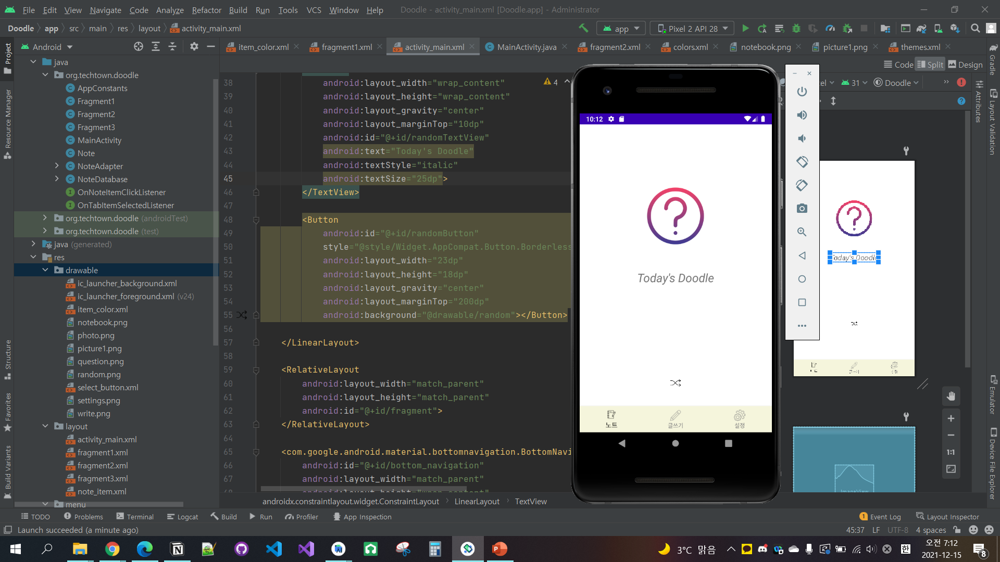 File Edit View Navigate Code Analyze Refactor Build Run Tools VCS Window Help Doodle - activity_main.xml [Doodle.app] - Administrator
Doodle app src main res layout activity_main.xml app Pixel 2 API 28
Project Android item_color.xml fragment1.xml activity_main.xml MainActivity.java fragment2.xml colors.xml notebook.png picture1.png themes.xml Gradle
Code Split Design
java
org.techtown.doodle
AppConstants
Fragment1
Fragment2
Fragment3
MainActivity
Note
NoteAdapter
NoteDatabase
OnNoteItemClickListener
OnTabItemSelectedListener
org.techtown.doodle (androidTest)
org.techtown.doodle (test)
java (generated)
res
drawable
ic_launcher_background.xml
ic_launcher_foreground.xml (v24)
item_color.xml
notebook.png
photo.png
picture1.png
question.png
random.png
select_button.xml
settings.png
write.png
layout
activity_main.xml
fragment1.xml
fragment2.xml
fragment3.xml
note_item.xml
menu
Resource Manager
Structure
Favorites
Build Variants
38 android:layout_width="wrap_content" 4
39 android:layout_height="wrap_content"
40 android:layout_gravity="center"
41 android:layout_marginTop="10dp"
42 android:id="@+id/randomTextView"
43 android:text="Today's Doodle"
44 android:textStyle="italic"
45 android:textSize="25dp">
46 </TextView>
47
48 <Button
49 android:id="@+id/randomButton"
50 style="@style/Widget.AppCompat.Button.Borderless
51 android:layout_width="23dp"
52 android:layout_height="18dp"
53 android:layout_gravity="center"
54 android:layout_marginTop="200dp"
55 android:background="@drawable/random"></Button>
56
57 </LinearLayout>
58
59 <RelativeLayout
60 android:layout_width="match_parent"
61 android:layout_height="match_parent"
62 android:id="@+id/fragment">
63 </RelativeLayout>
64
65 <com.google.android.material.bottomnavigation.BottomNavi
66 android:id="@+id/bottom_navigation"
67 android:layout_width="match_parent"
androidx.constraintlayout.widget.ConstraintLayout LinearLayout TextView
10:12
Today's Doodle
노트 글쓰기 설정
31 Doodle
Today's Doodle
ImageView
1:1
Attributes
Layout Validation
Emulator
Device File Explorer
TODO Problems Terminal Logcat Build Run Profiler App Inspection 1 Event Log Layout Inspector
Launch succeeded (a minute ago) 45:37 LF UTF-8 4 spaces
3°C 맑음 한 오전 7:12
2021-12-15 8